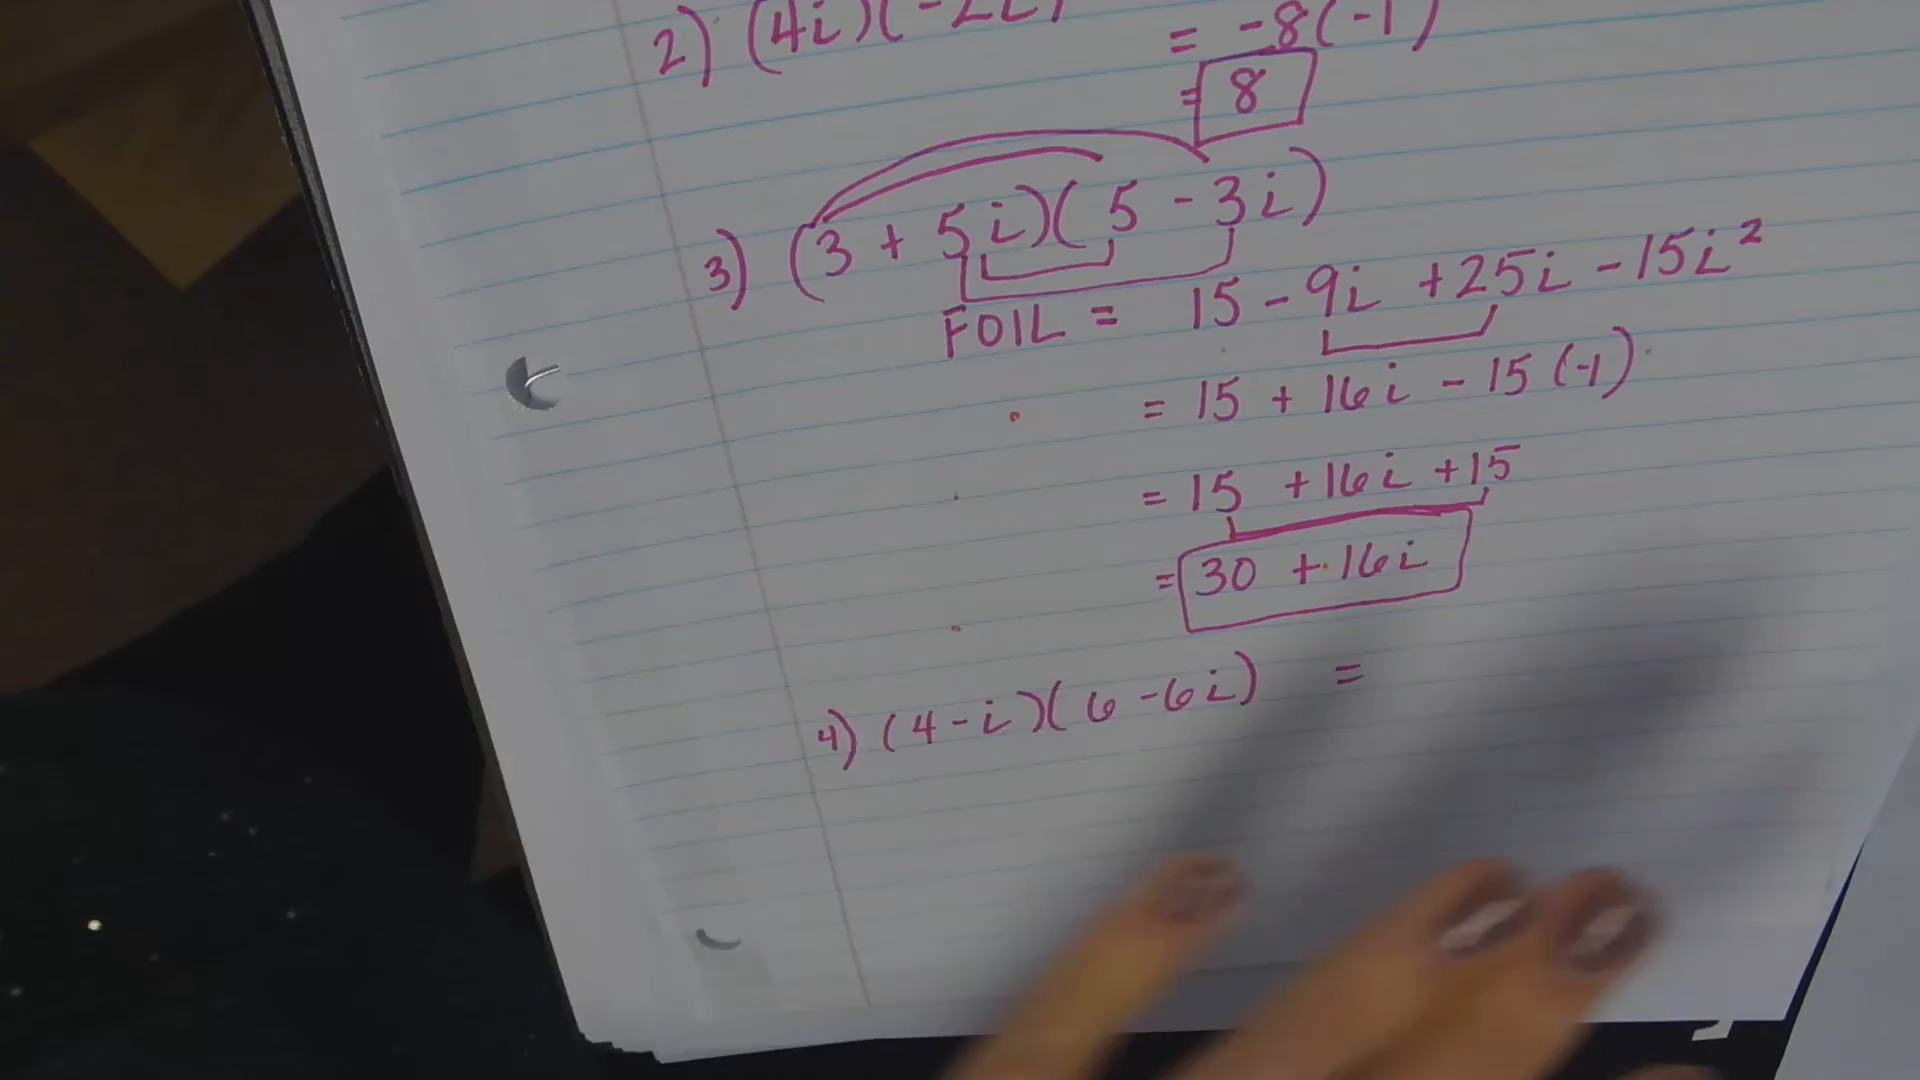 2) (4i)(-2i)
= -8(-1)
= 8
3) (3 + 5i)(5 - 3i)
FOIL = 15 - 9i + 25i - 15i²
= 15 + 16i - 15(-1)
= 15 + 16i + 15
= 30 + 16i
4) (4 - i)(6 - 6i) =